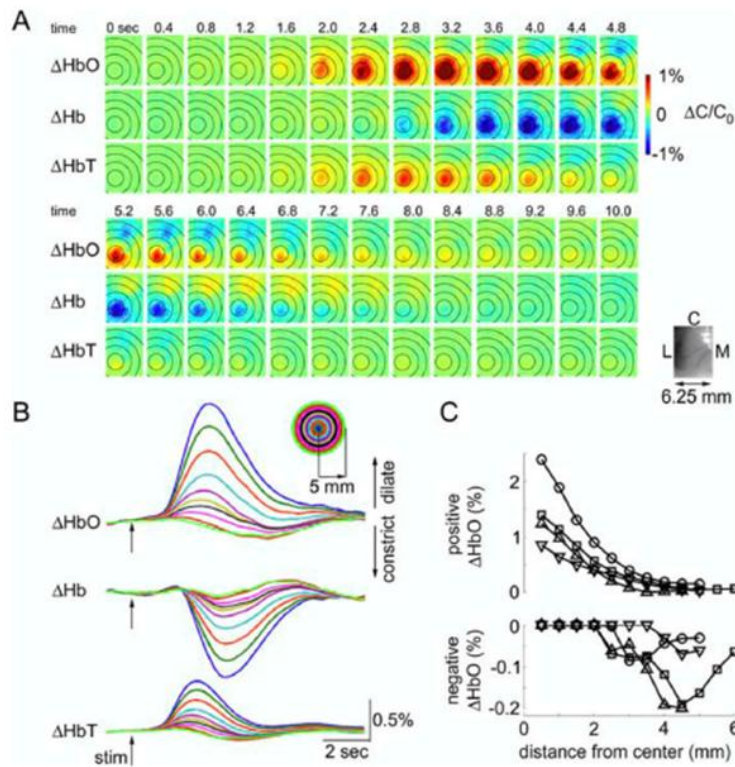 A
time 0 sec 0.4 0.8 1.2 1.6 2.0 2.4 2.8 3.2 3.6 4.0 4.4 4.8
ΔHbO
ΔHb
ΔHbT
1%
0 ΔC/C₀
-1%
time 5.2 5.6 6.0 6.4 6.8 7.2 7.6 8.0 8.4 8.8 9.2 9.6 10.0
ΔHbO
ΔHb
ΔHbT
C
L M
6.25 mm
B
5 mm
dilate
constrict
ΔHbO
ΔHb
ΔHbT
stim
0.5%
2 sec
C
positive
ΔHbO (%)
2
1
0
negative
ΔHbO (%)
0
-0.1
-0.2
0 2 4 6
distance from center (mm)